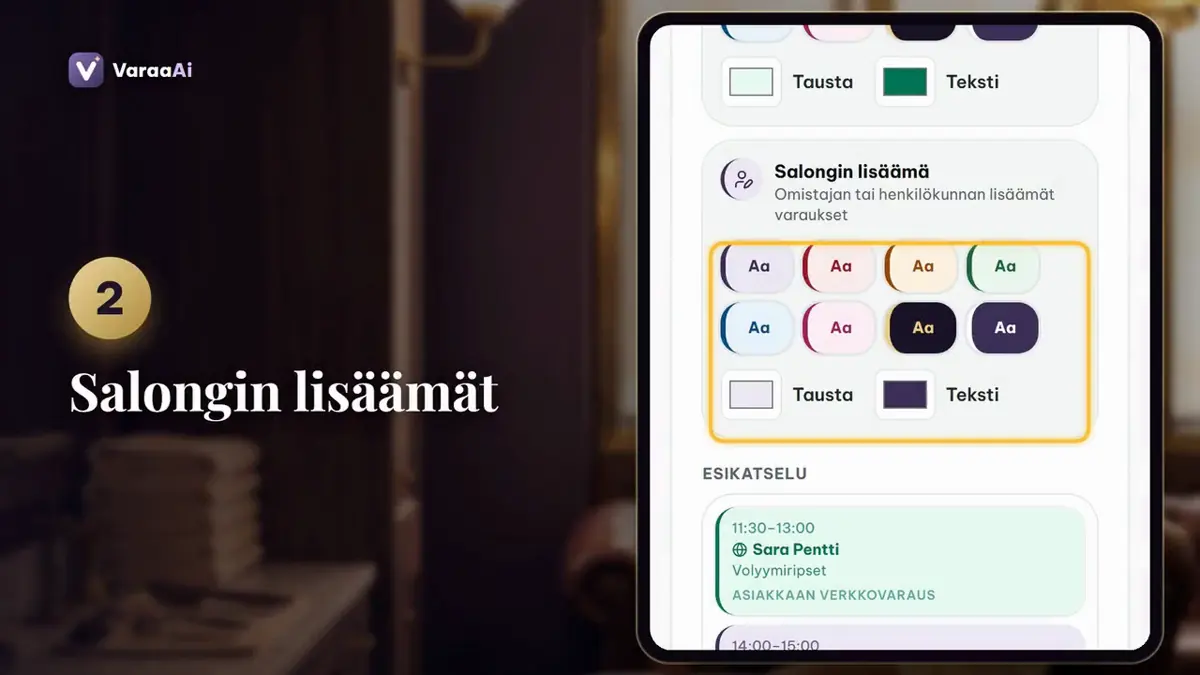 VaraaAi
2
Salongin lisäämät
Tausta
Teksti
Salongin lisäämä
Omistajan tai henkilökunnan lisäämät
varaukset
Aa Aa Aa Aa
Aa Aa Aa Aa
Tausta
Teksti
ESIKATSELU
11:30–13:00
Sara Pentti
Volyymiripset
ASIAKKAAN VERKKOVARAUS
14:00–15:00